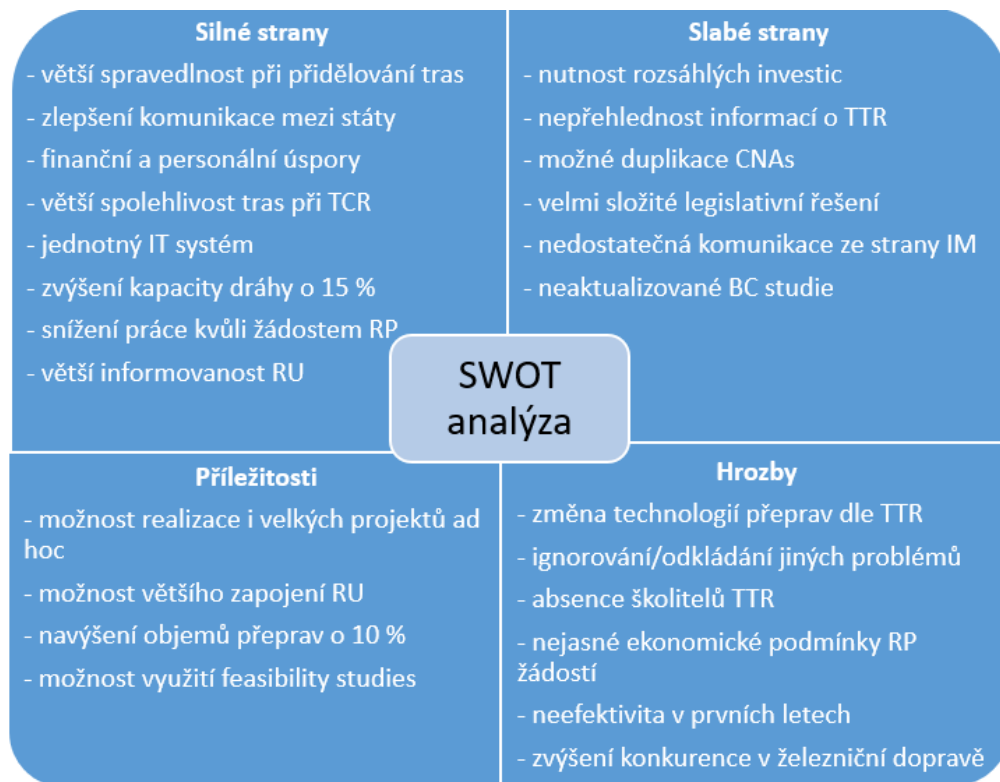 Silné strany
- větší spravedlnost při přidělování tras
- zlepšení komunikace mezi státy
- finanční a personální úspory
- větší spolehlivost tras při TCR
- jednotný IT systém
- zvýšení kapacity dráhy o 15 %
- snížení práce kvůli žádostem RP
- větší informovanost RU
Slabé strany
- nutnost rozsáhlých investic
- nepřehlednost informací o TTR
- možné duplikace CNAs
- velmi složité legislativní řešení
- nedostatečná komunikace ze strany IM
- neaktualizované BC studie
SWOT
analýza
Příležitosti
- možnost realizace i velkých projektů ad
hoc
- možnost většího zapojení RU
- navýšení objemů přeprav o 10 %
- možnost využití feasibility studies
Hrozby
- změna technologií přeprav dle TTR
- ignorování/odkládání jiných problémů
- absence školitelů TTR
- nejasné ekonomické podmínky RP
žádostí
- neefektivita v prvních letech
- zvýšení konkurence v železniční dopravě